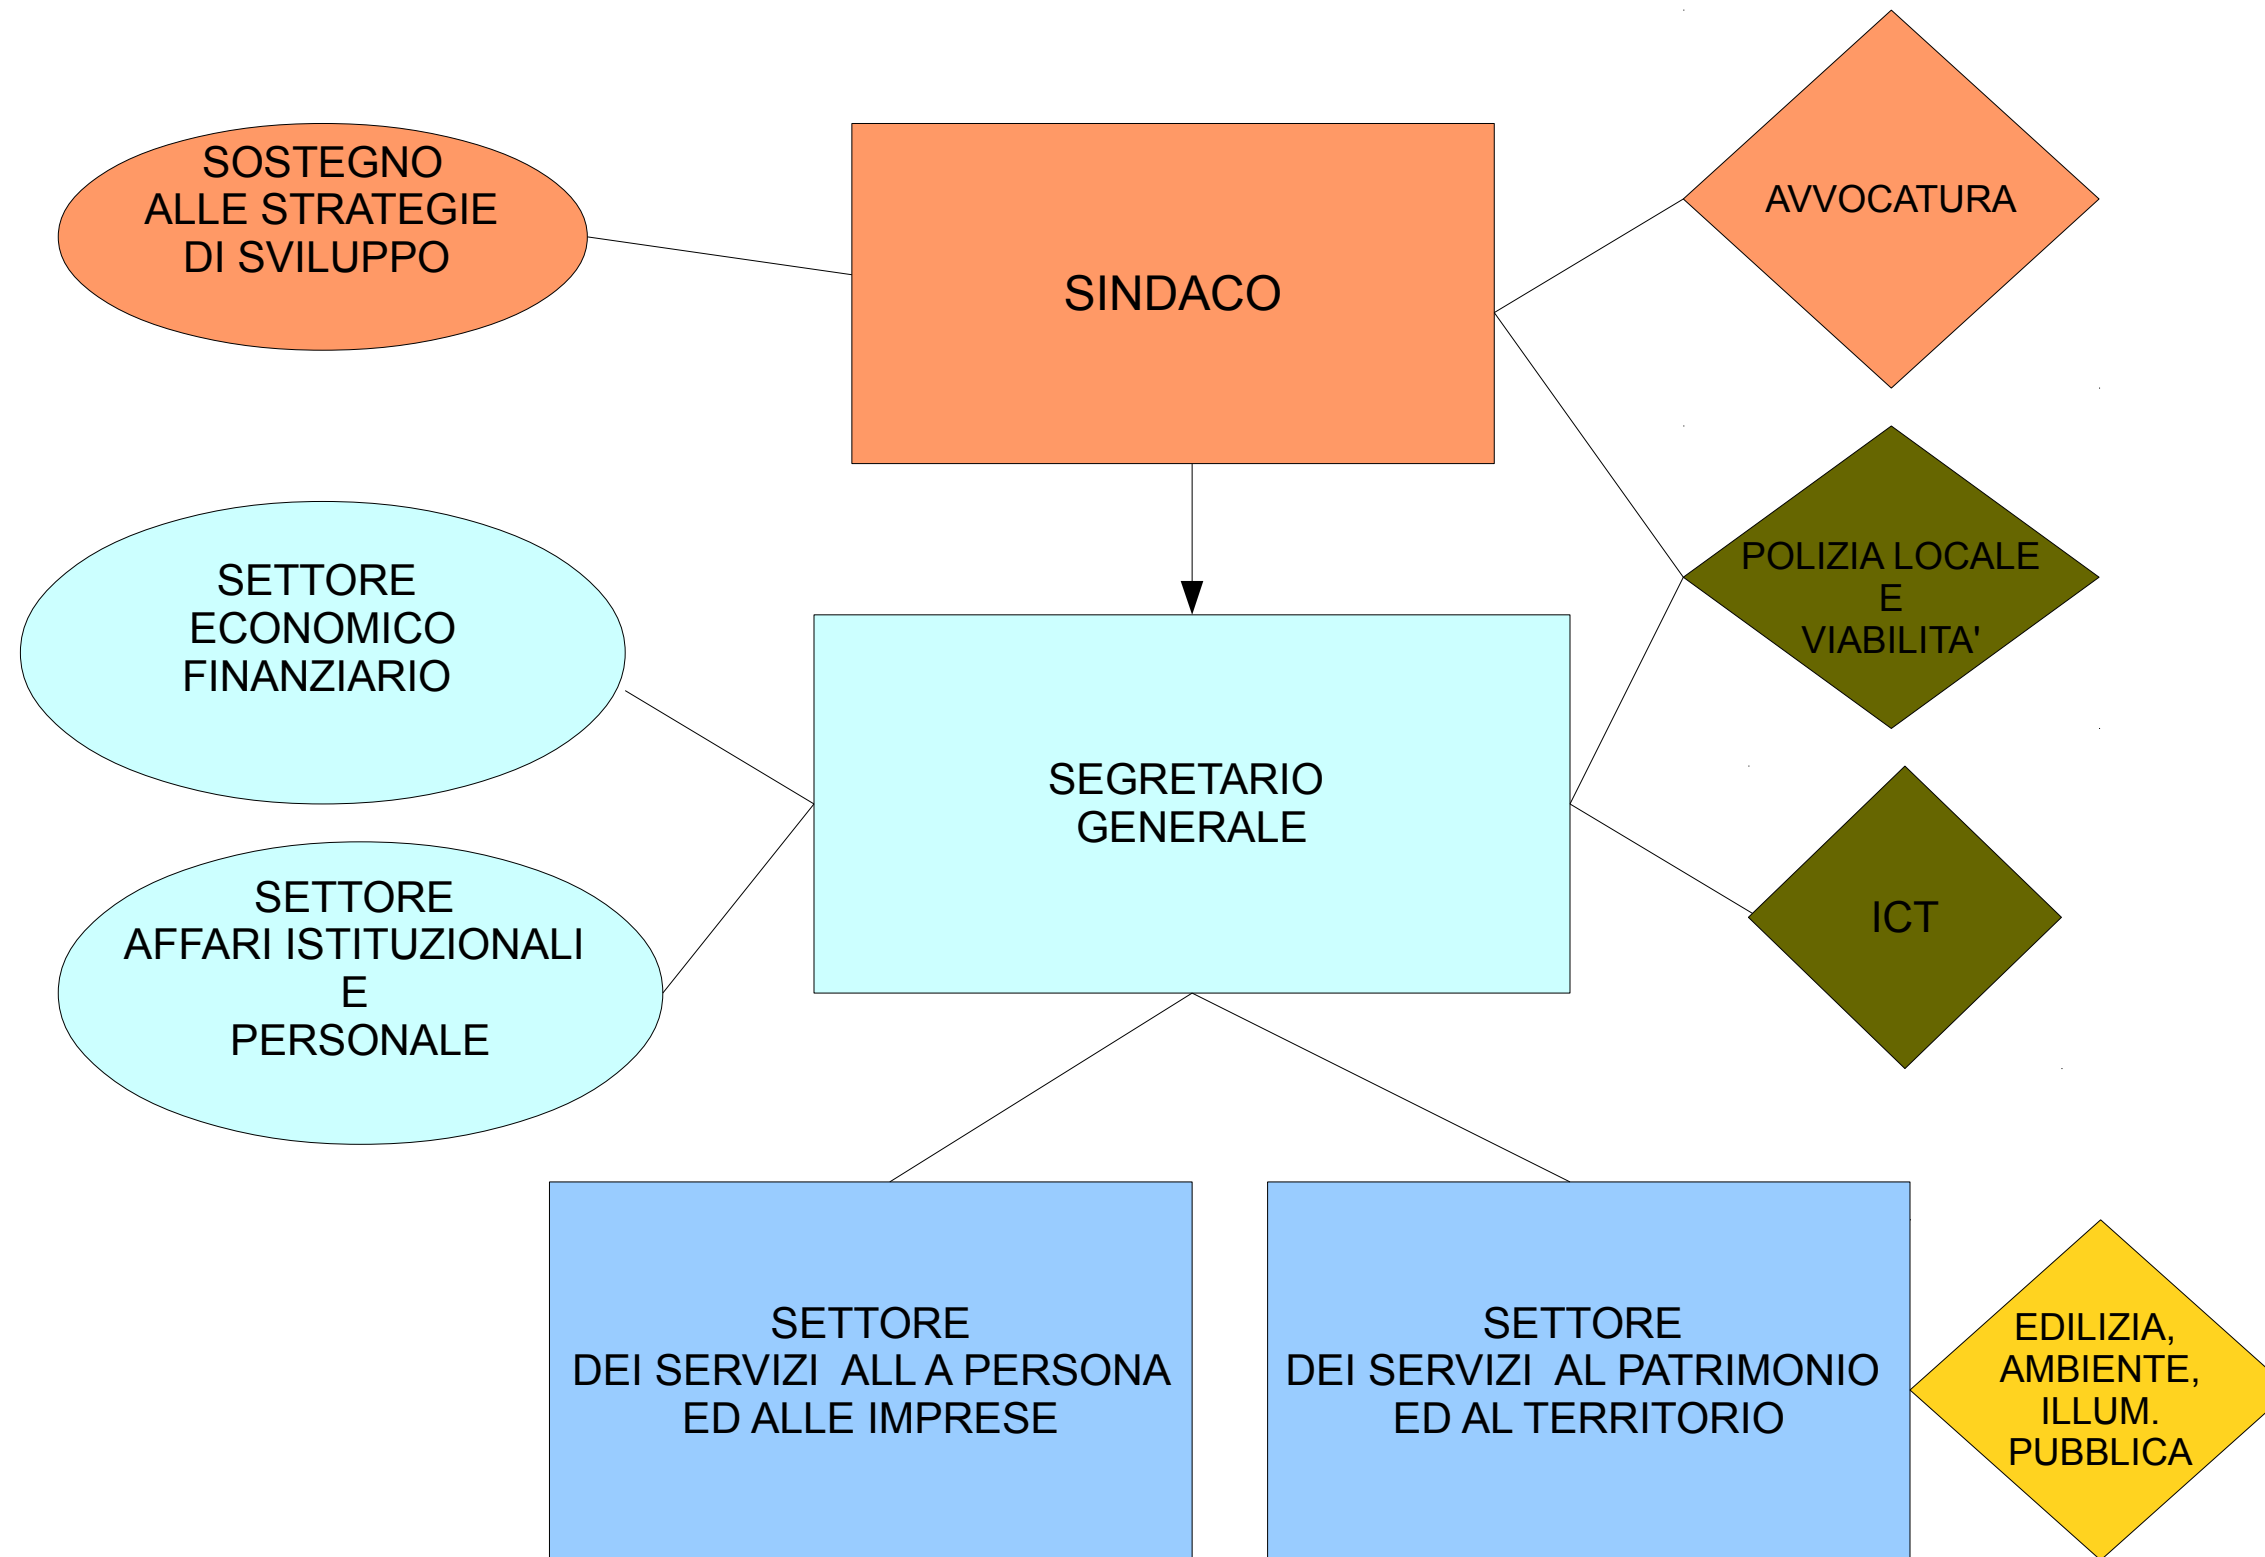 SOSTEGNO
ALLE STRATEGIE
DI SVILUPPO
SINDACO
AVVOCATURA
SETTORE
ECONOMICO
FINANZIARIO
POLIZIA LOCALE
E
VIABILITA'
SEGRETARIO
GENERALE
SETTORE
AFFARI ISTITUZIONALI
E
PERSONALE
ICT
SETTORE
DEI SERVIZI  ALL A PERSONA
ED ALLE IMPRESE
SETTORE
DEI SERVIZI  AL PATRIMONIO
ED AL TERRITORIO
EDILIZIA,
AMBIENTE,
ILLUM.
PUBBLICA